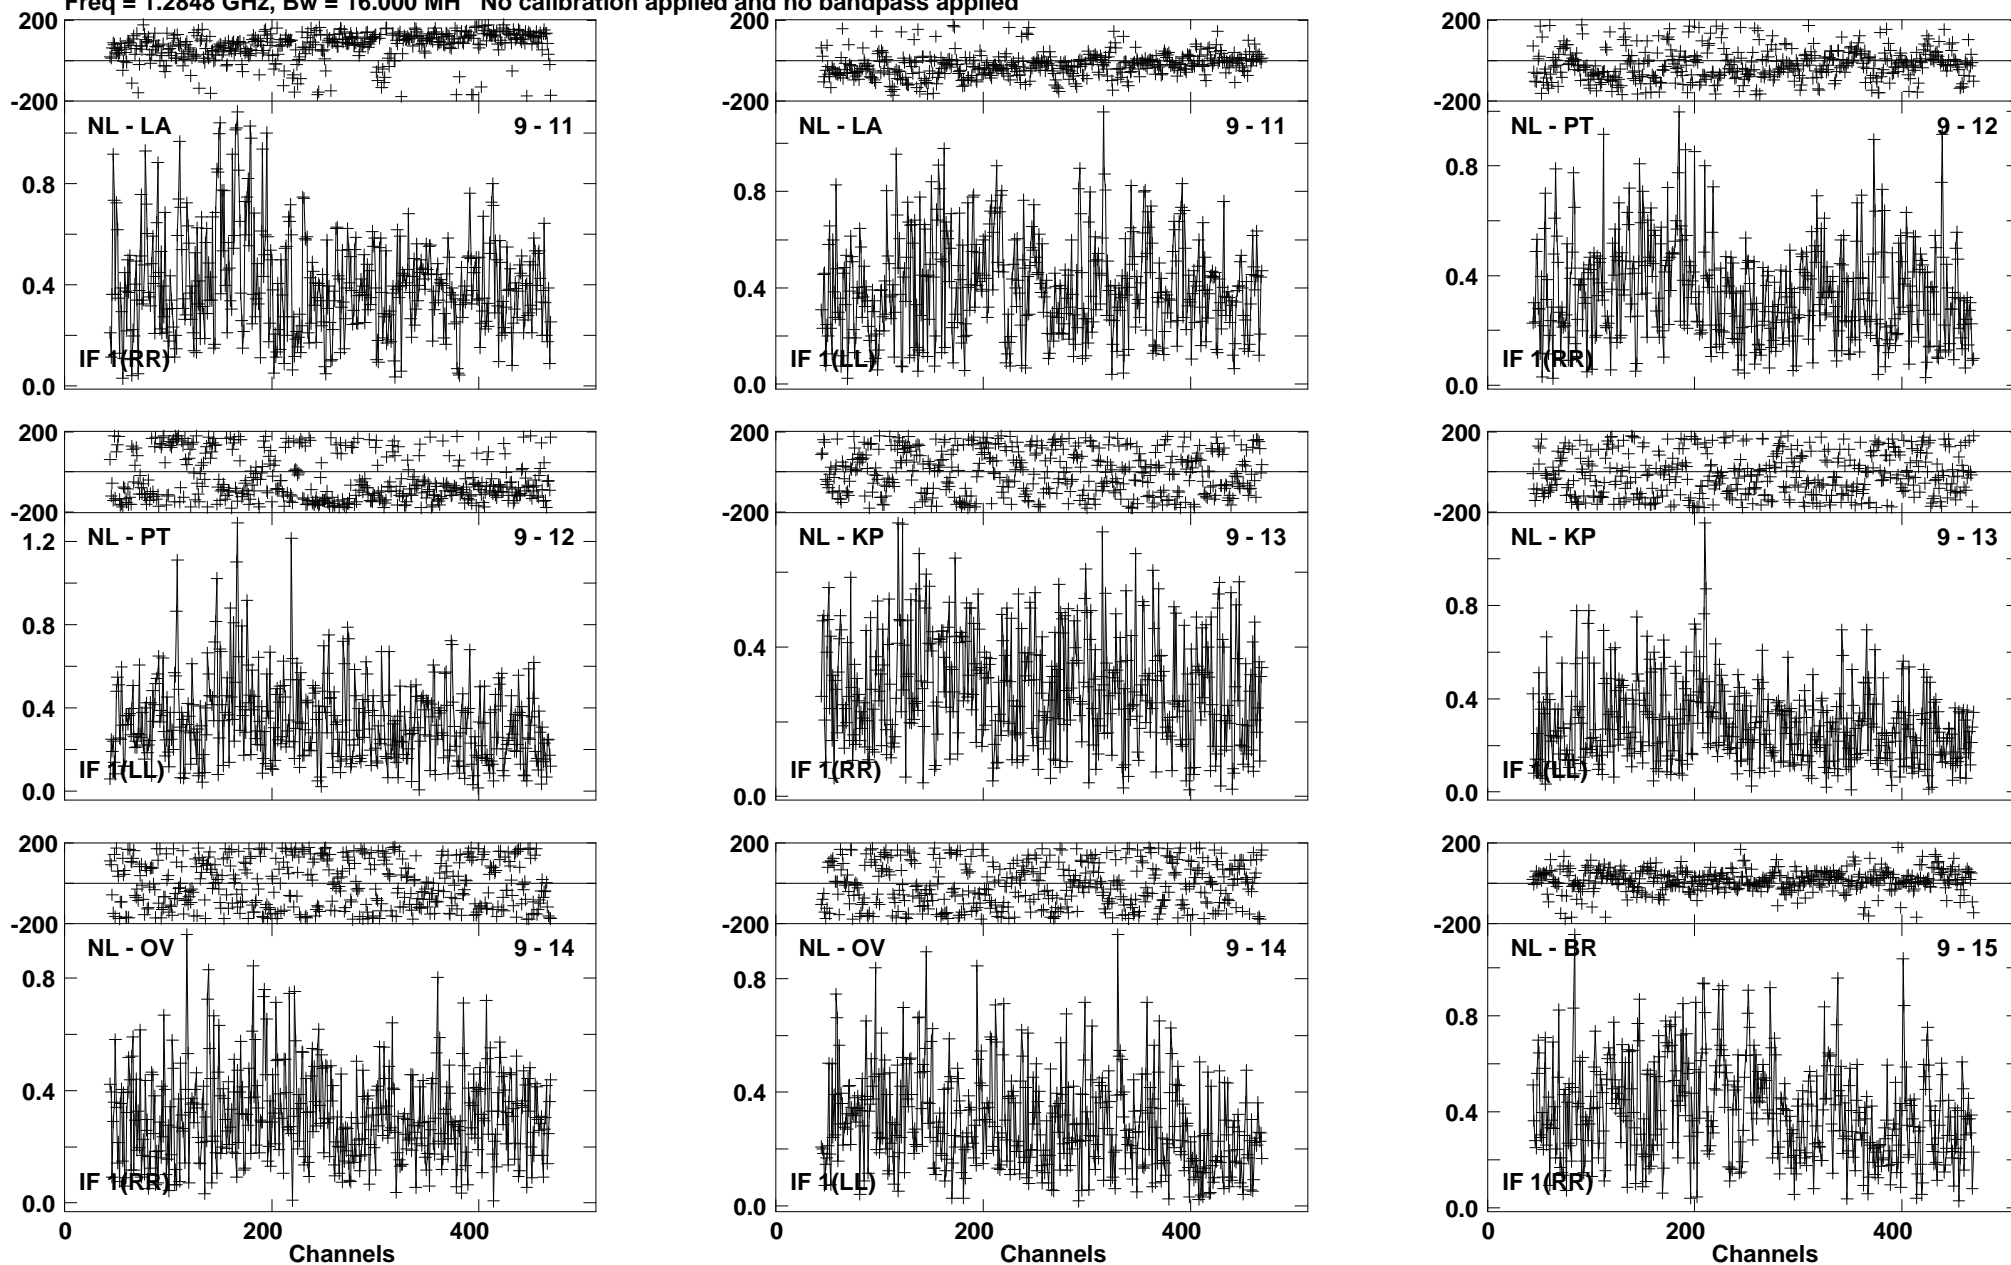 Freq = 1.2848 GHz, Bw = 16.000 MH No calibration applied and no bandpass applied
200
-200
NL - LA 9 - 11
0.8
0.4
IF 1(RR)
0.0
200
-200
NL - LA 9 - 11
0.8
0.4
IF 1(LL)
0.0
200
-200
NL - PT 9 - 12
0.8
0.4
IF 1(RR)
0.0
200
-200
NL - PT 9 - 12
1.2
0.8
0.4
IF 1(LL)
0.0
200
-200
NL - KP 9 - 13
0.4
IF 1(RR)
0.0
200
-200
NL - KP 9 - 13
0.8
0.4
IF 1(LL)
0.0
200
-200
NL - OV 9 - 14
0.8
0.4
IF 1(RR)
0.0
0 200 400
Channels
200
-200
NL - OV 9 - 14
0.8
0.4
IF 1(LL)
0.0
0 200 400
Channels
200
-200
NL - BR 9 - 15
0.8
0.4
IF 1(RR)
0.0
0 200 400
Channels